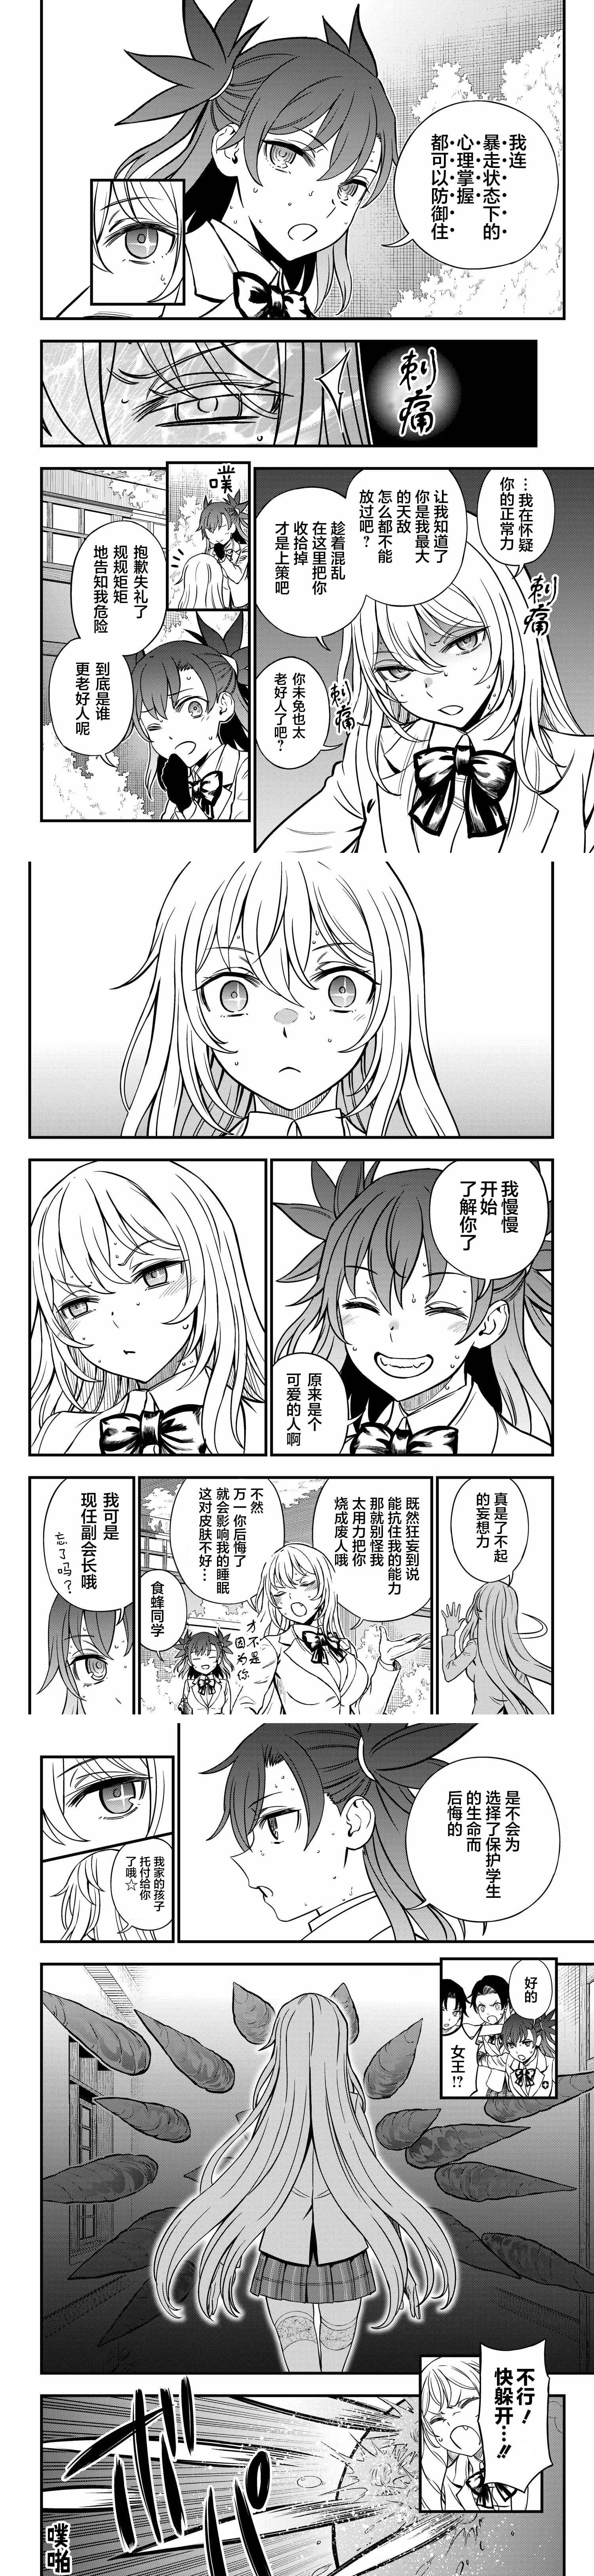 我连
暴走状态下的
心理掌握
都可以防御住
刺痛
…我在怀疑
你的正常力
刺痛
让我知道了
你是我最大
的天敌
怎么都不能
放过吧？
趁着混乱
在这里把你
收拾掉
才是上策吧
你未免也太
老好人了吧？
刺痛
噗
抱歉失礼了
规规矩矩
地告知我危险
到底是谁
更老好人呢
我慢慢
开始
了解你了
原来是个
可爱的人啊
真是了不起
的妄想力
既然狂妄到说
能抗住我的能力
那就别怪我
太用力把你
烧成废人哦
不然
万一你后悔了
就会影响我的睡眠
这对皮肤不好…
才不是
因为你
食蜂同学
我可是
现任副会长哦
忘了吗？
是不会为
选择了保护学生
的生命而
后悔的
我家的孩子
托付给你
了哦☆
好的
女王!?
不行！
快躲开…!!
噗啪